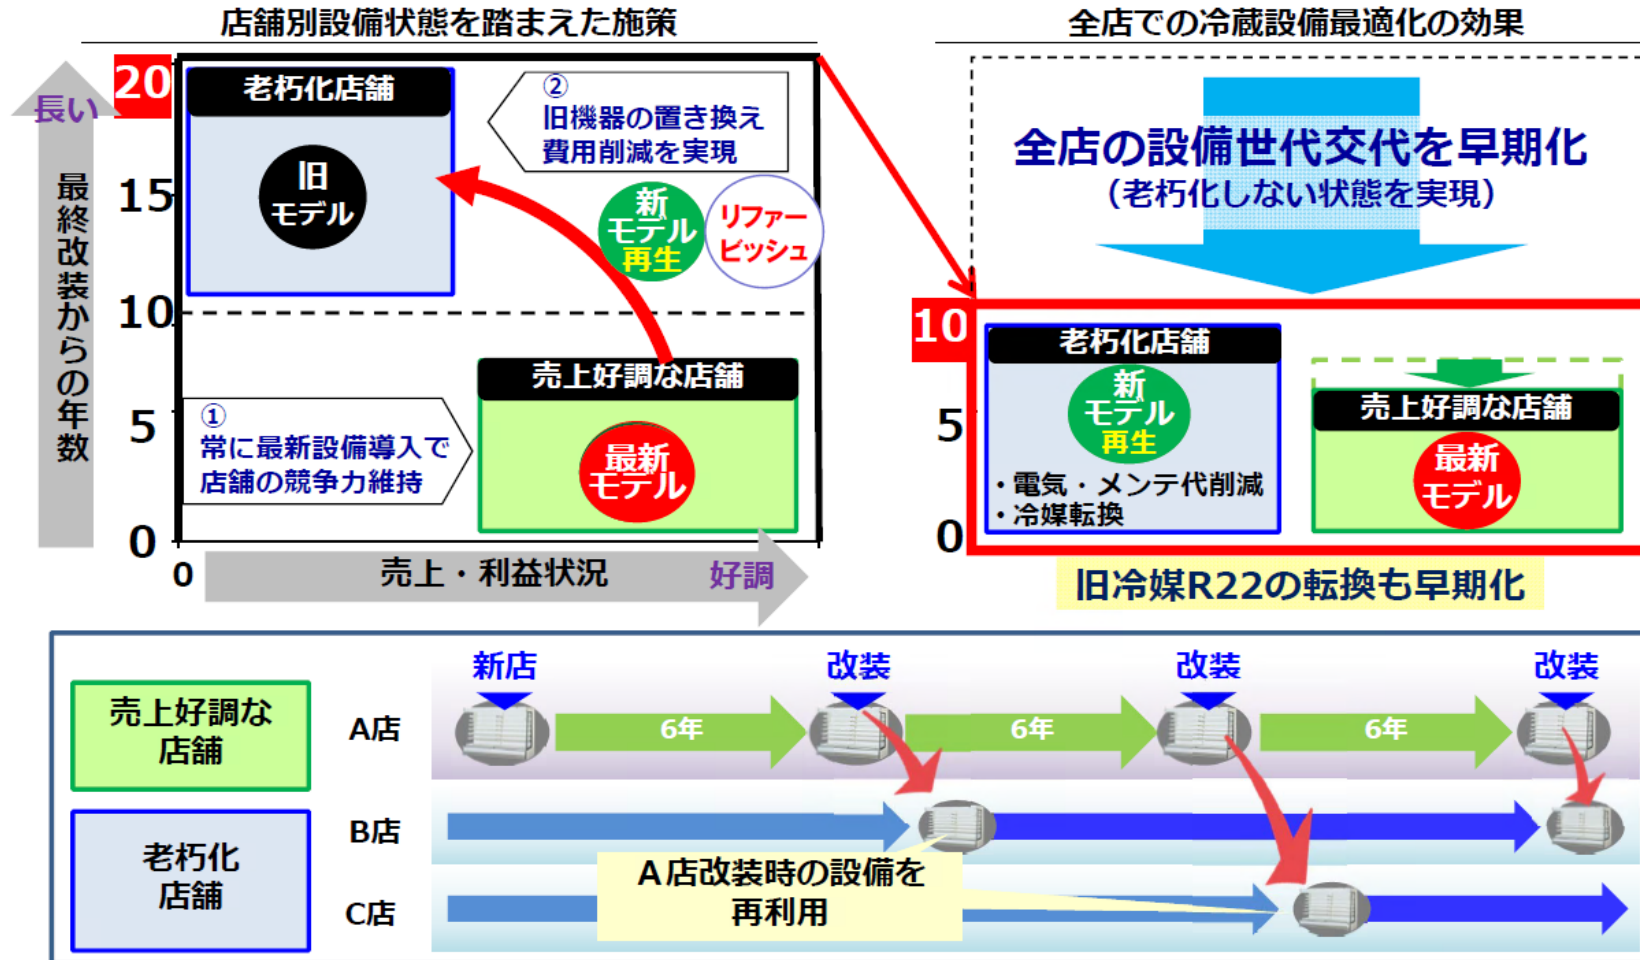 店舗別設備状態を踏まえた施策
長い
最終改装からの年数
20
15
10
5
0
老朽化店舗
旧
モデル
②
旧機器の置き換え
費用削減を実現
新
モデル
再生
リファー
ビッシュ
①
常に最新設備導入で
店舗の競争力維持
売上好調な店舗
最新
モデル
0
売上・利益状況
好調
全店での冷蔵設備最適化の効果
全店の設備世代交代を早期化
（老朽化しない状態を実現）
10
5
0
老朽化店舗
新
モデル
再生
・電気・メンテ代削減
・冷媒転換
売上好調な店舗
最新
モデル
旧冷媒R22の転換も早期化
新店
改装
改装
改装
売上好調な
店舗
A店
6年
6年
6年
老朽化
店舗
B店
C店
A店改装時の設備を
再利用